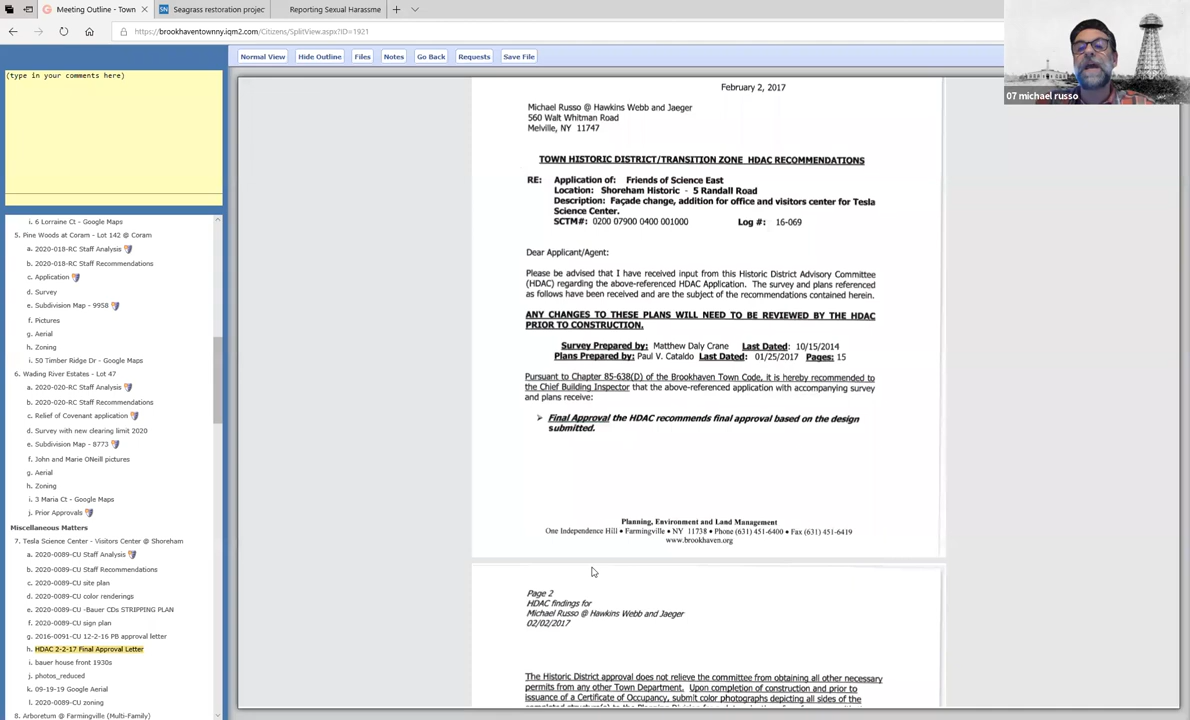 Meeting Outline - Town
Seagrass restoration projec
Reporting Sexual Harassme
https://brookhaventownny.iqm2.com/Citizens/SplitView.aspx?ID=1921
07 michael russo
(type in your comments here)
Normal View
Hide Outline
Files
Notes
Go Back
Requests
Save File
i. 6 Lorraine Ct - Google Maps
5. Pine Woods at Coram - Lot 142 @ Coram
a. 2020-018-RC Staff Analysis
b. 2020-018-RC Staff Recommendations
c. Application
d. Survey
e. Subdivision Map - 9958
f. Pictures
g. Aerial
h. Zoning
i. 50 Timber Ridge Dr - Google Maps
6. Wading River Estates - Lot 47
a. 2020-020-RC Staff Analysis
b. 2020-020-RC Staff Recommendations
c. Relief of Covenant application
d. Survey with new clearing limit 2020
e. Subdivision Map - 8773
f. John and Marie ONeill pictures
g. Aerial
h. Zoning
i. 3 Maria Ct - Google Maps
j. Prior Approvals
Miscellaneous Matters
7. Tesla Science Center - Visitors Center @ Shoreham
a. 2020-0089-CU Staff Analysis
b. 2020-0089-CU Staff Recommendations
c. 2020-0089-CU site plan
d. 2020-0089-CU color renderings
e. 2020-0089-CU -Bauer CDs STRIPPING PLAN
f. 2020-0089-CU sign plan
g. 2016-0091-CU 12-2-16 PB approval letter
h. HDAC 2-2-17 Final Approval Letter
i. bauer house front 1930s
j. photos_reduced
k. 09-19-19 Google Aerial
l. 2020-0089-CU zoning
8. Arboretum @ Farmingville (Multi-Family)
February 2, 2017
Michael Russo @ Hawkins Webb and Jaeger
560 Walt Whitman Road
Melville, NY 11747
TOWN HISTORIC DISTRICT/TRANSITION ZONE HDAC RECOMMENDATIONS
RE: Application of: Friends of Science East
Location: Shoreham Historic - 5 Randall Road
Description: Façade change, addition for office and visitors center for Tesla
Science Center.
SCTM#: 0200 07900 0400 001000 Log #: 16-069
Dear Applicant/Agent:
Please be advised that I have received input from this Historic District Advisory Committee
(HDAC) regarding the above-referenced HDAC Application. The survey and plans referenced
as follows have been received and are the subject of the recommendations contained herein.
ANY CHANGES TO THESE PLANS WILL NEED TO BE REVIEWED BY THE HDAC
PRIOR TO CONSTRUCTION.
Survey Prepared by: Matthew Daly Crane Last Dated: 10/15/2014
Plans Prepared by: Paul V. Cataldo Last Dated: 01/25/2017 Pages: 15
Pursuant to Chapter 85-638(D) of the Brookhaven Town Code, it is hereby recommended to
the Chief Building Inspector that the above-referenced application with accompanying survey
and plans receive:
➢ Final Approval the HDAC recommends final approval based on the design
submitted.
Planning, Environment and Land Management
One Independence Hill • Farmingville • NY 11738 • Phone (631) 451-6400 • Fax (631) 451-6419
www.brookhaven.org
Page 2
HDAC findings for
Michael Russo @ Hawkins Webb and Jaeger
02/02/2017
The Historic District approval does not relieve the committee from obtaining all other necessary
permits from any other Town Department. Upon completion of construction and prior to
issuance of a Certificate of Occupancy, submit color photographs depicting all sides of the